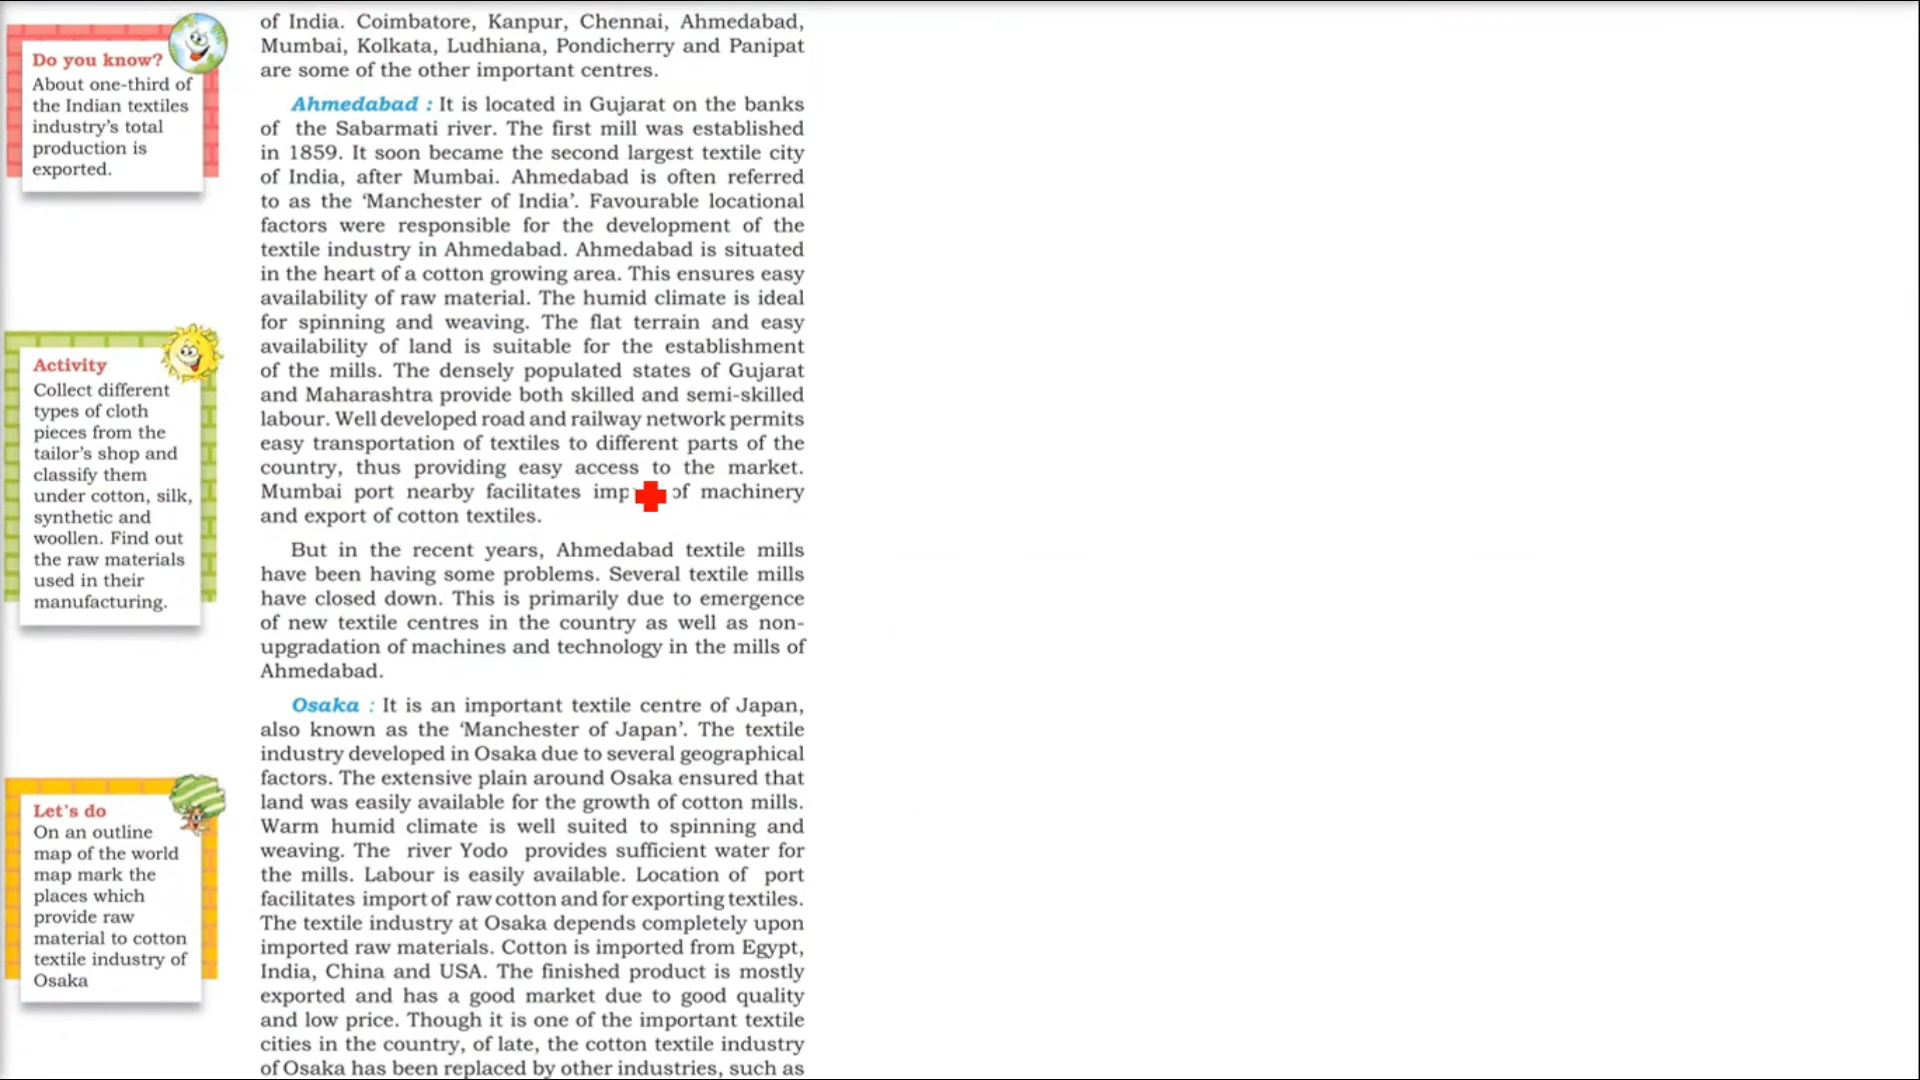 Do you know?
About one-third of
the Indian textiles
industry's total
production is
exported.
Activity
Collect different
types of cloth
pieces from the
tailor's shop and
classify them
under cotton, silk,
synthetic and
woollen. Find out
the raw materials
used in their
manufacturing.
Let's do
On an outline
map of the world
map mark the
places which
provide raw
material to cotton
textile industry of
Osaka
of India. Coimbatore, Kanpur, Chennai, Ahmedabad,
Mumbai, Kolkata, Ludhiana, Pondicherry and Panipat
are some of the other important centres.
Ahmedabad : It is located in Gujarat on the banks
of the Sabarmati river. The first mill was established
in 1859. It soon became the second largest textile city
of India, after Mumbai. Ahmedabad is often referred
to as the ‘Manchester of India’. Favourable locational
factors were responsible for the development of the
textile industry in Ahmedabad. Ahmedabad is situated
in the heart of a cotton growing area. This ensures easy
availability of raw material. The humid climate is ideal
for spinning and weaving. The flat terrain and easy
availability of land is suitable for the establishment
of the mills. The densely populated states of Gujarat
and Maharashtra provide both skilled and semi-skilled
labour. Well developed road and railway network permits
easy transportation of textiles to different parts of the
country, thus providing easy access to the market.
Mumbai port nearby facilitates of machinery
and export of cotton textiles.
But in the recent years, Ahmedabad textile mills
have been having some problems. Several textile mills
have closed down. This is primarily due to emergence
of new textile centres in the country as well as non-
upgradation of machines and technology in the mills of
Ahmedabad.
Osaka : It is an important textile centre of Japan,
also known as the ‘Manchester of Japan’. The textile
industry developed in Osaka due to several geographical
factors. The extensive plain around Osaka ensured that
land was easily available for the growth of cotton mills.
Warm humid climate is well suited to spinning and
weaving. The river Yodo provides sufficient water for
the mills. Labour is easily available. Location of port
facilitates import of raw cotton and for exporting textiles.
The textile industry at Osaka depends completely upon
imported raw materials. Cotton is imported from Egypt,
India, China and USA. The finished product is mostly
exported and has a good market due to good quality
and low price. Though it is one of the important textile
cities in the country, of late, the cotton textile industry
of Osaka has been replaced by other industries, such as